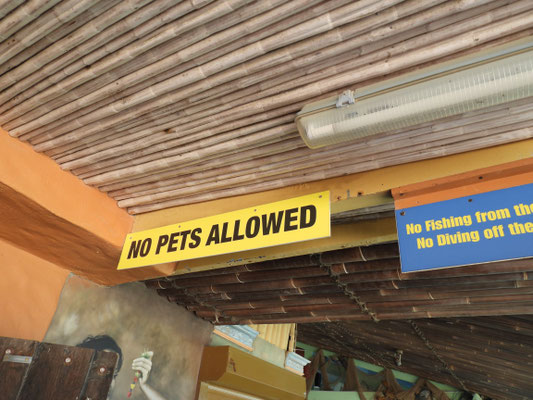 NO PETS ALLOWED
No Fishing from the
No Diving off the